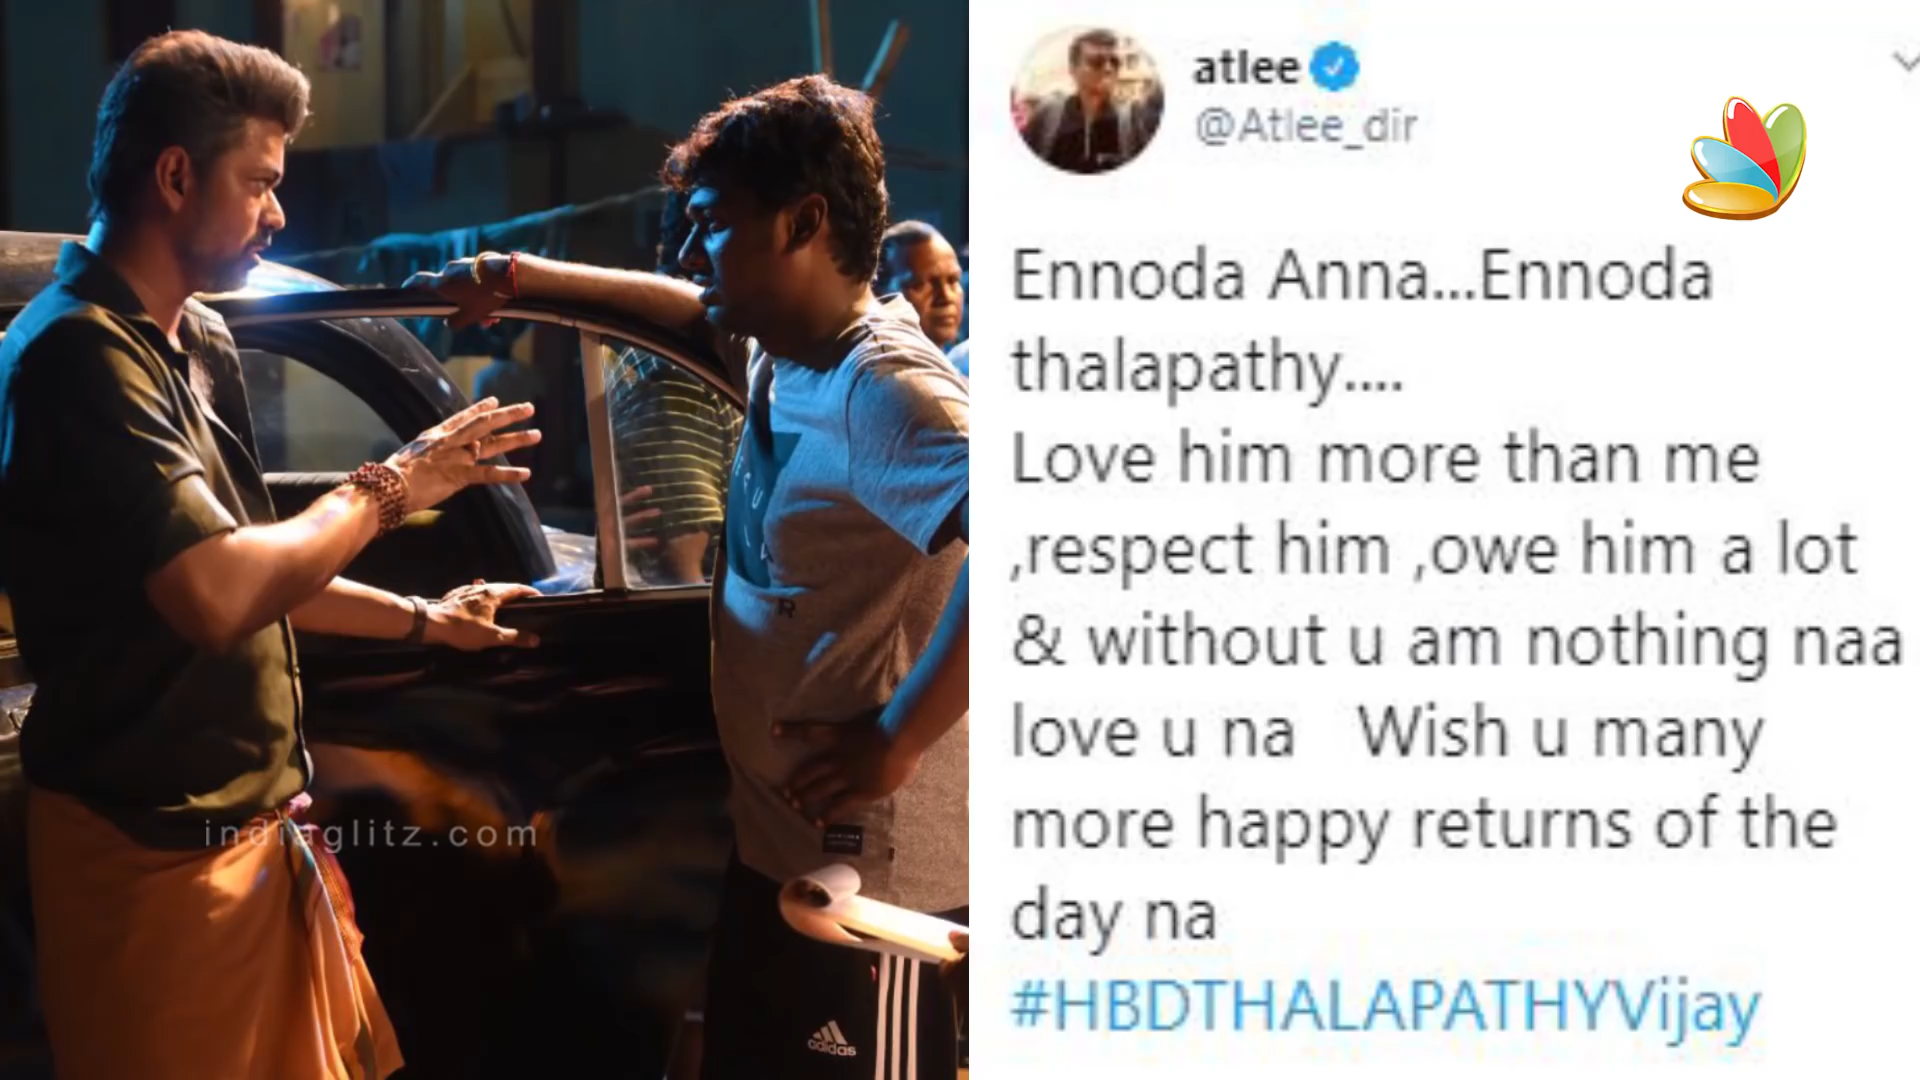 indiaglitz.com
adidas
atlee
@Atlee_dir
Ennoda Anna...Ennoda
thalapathy....
Love him more than me
,respect him ,owe him a lot
& without u am nothing naa
love u na Wish u many
more happy returns of the
day na
#HBDTHALAPATHYVijay